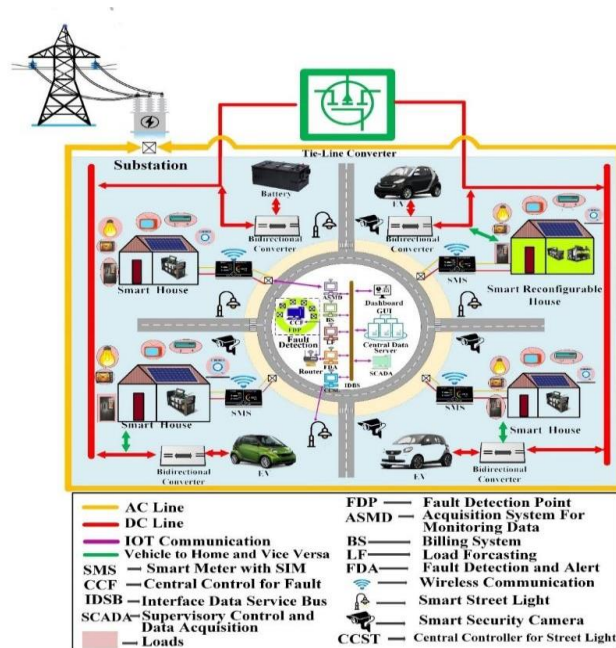 Substation
Tie-Line Converter
Battery
EA
Bidirectional
Converter
Bidirectional
Converter
Smart House
SMS
Smart Reconfigurable
House
ASMD
Dashboard
GUI
CCF
BS
FDP
LF
Fault
Detection
Central Data
Server
Router
FDA
SCADA
CCSL
IDBS
SMS
SMS
Smart House
Smart House
Bidirectional
Converter
EV
EV
Bidirectional
Converter
AC Line
DC Line
IOT Communication
Vehicle to Home and Vice Versa
SMS Smart Meter with SIM
CCF Central Control for Fault
IDSB Interface Data Service Bus
SCADA Supervisory Control and
Data Acquisition
Loads
FDP Fault Detection Point
ASMD Acquisition System For
Monitoring Data
BS Billing System
LF Load Forcasting
FDA Fault Detection and Alert
Wireless Communication
Smart Street Light
Smart Security Camera
CCST Central Controller for Street Light